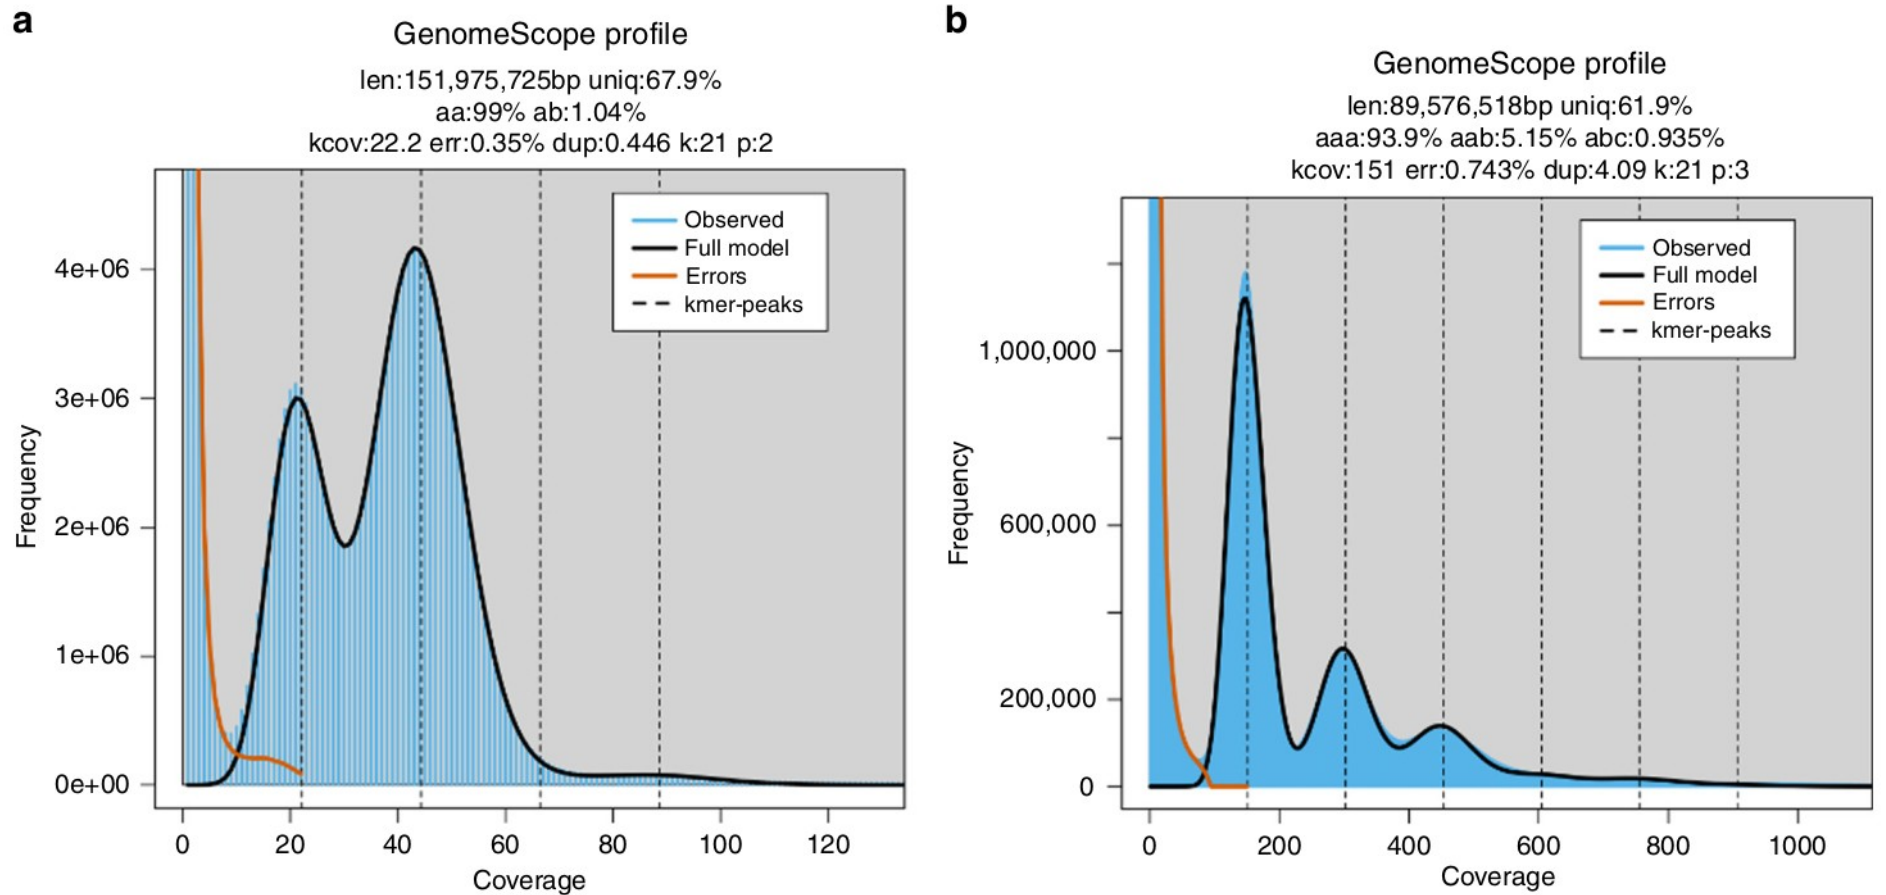 a
GenomeScope profile
len:151,975,725bp uniq:67.9%
aa:99% ab:1.04%
kcov:22.2 err:0.35% dup:0.446 k:21 p:2
Observed
Full model
Errors
kmer-peaks
4e+06
3e+06
2e+06
1e+06
0e+00
Frequency
0 20 40 60 80 100 120
Coverage
b
GenomeScope profile
len:89,576,518bp uniq:61.9%
aaa:93.9% aab:5.15% abc:0.935%
kcov:151 err:0.743% dup:4.09 k:21 p:3
Observed
Full model
Errors
kmer-peaks
1,000,000
600,000
200,000
0
Frequency
0 200 400 600 800 1000
Coverage